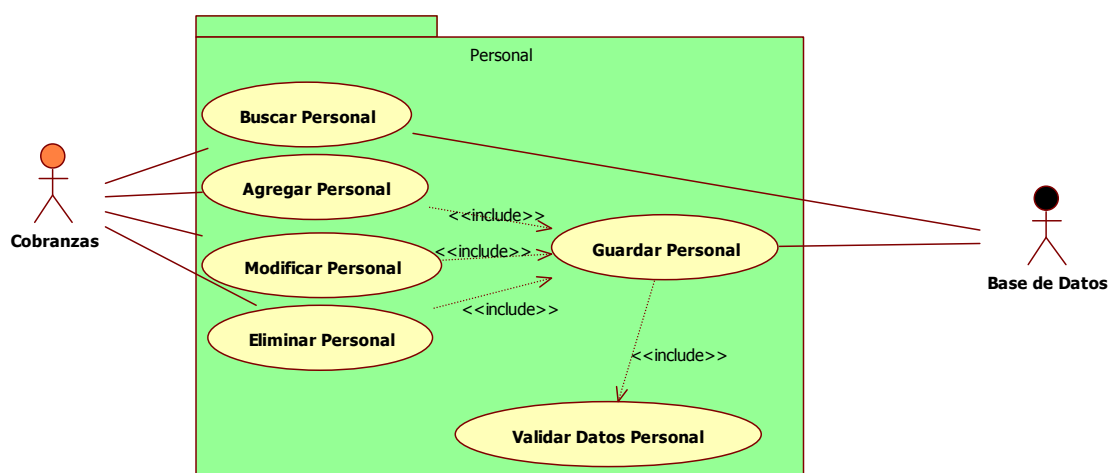 Personal
Buscar Personal
Agregar Personal
<<include>>
Cobranzas
Guardar Personal
<<include>>
Modificar Personal
Base de Datos
<<include>>
Eliminar Personal
<<include>>
Validar Datos Personal